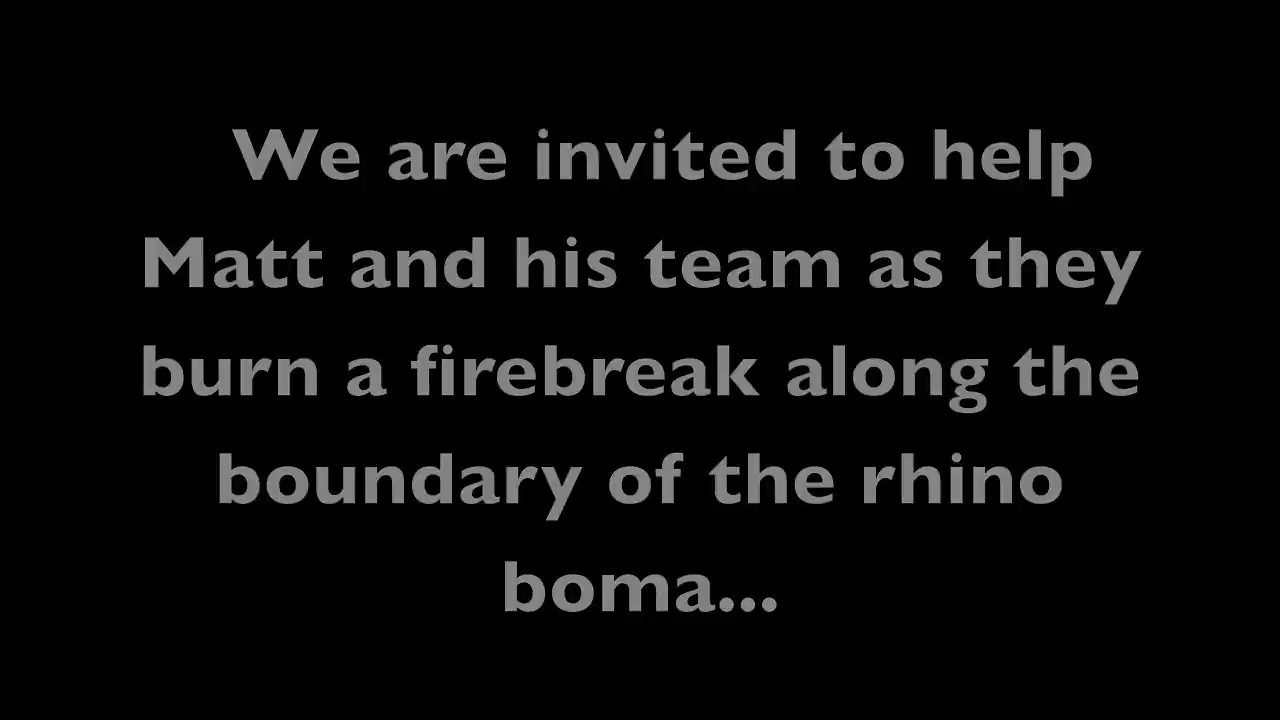 We are invited to help
Matt and his team as they
burn a firebreak along the
boundary of the rhino
boma...